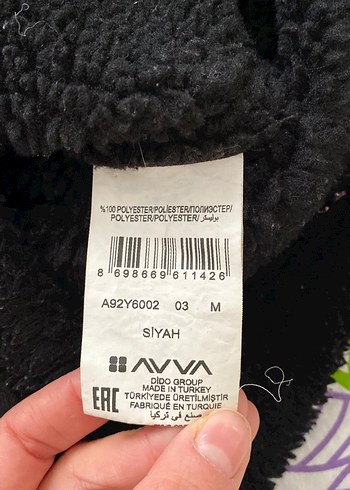 %100 POLYESTER/POLİESTER/ПОЛИЭСТЕР/
POLYESTER/POLYESTER/ بوليستر
8 698669 611426
A92Y6002 03 M
SİYAH
AVVA
DİDO GROUP
MADE IN TURKEY
TÜRKİYEDE ÜRETİLMİŞTİR
FABRIQUÉ EN TURQUIE
صنع في تركيا
EAC